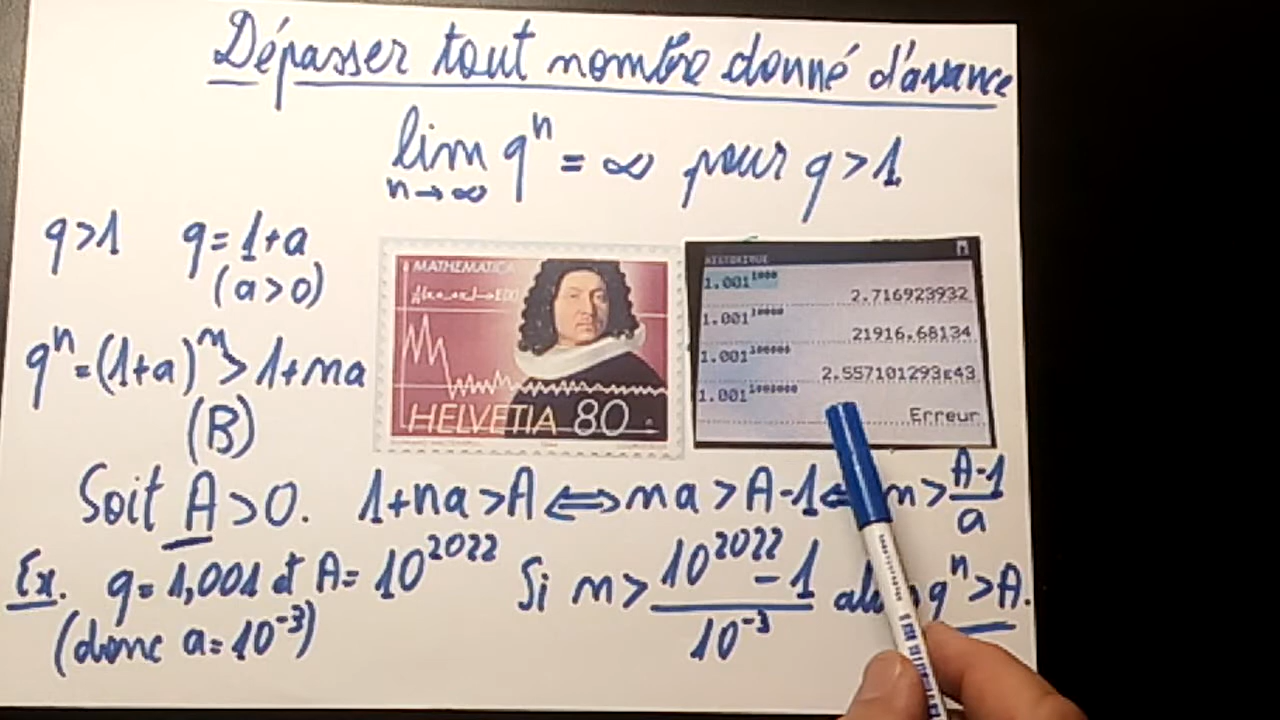 Dépasser tout nombre donné d'avance
lim qⁿ = ∞ pour q > 1
n→∞
q>1 q = 1+a
(a>0)
qⁿ = (1+a)ⁿ > 1+na
(B)
MATHEMATICA
HELVETIA 80
HISTORIQUE
1.001¹⁰⁰⁰
2.716923932
1.001¹⁰⁰⁰⁰
21916.68134
1.001¹⁰⁰⁰⁰⁰
2.557101293ᴇ43
1.001¹⁰⁰⁰⁰⁰⁰
Erreur
Soit A > 0. 1+na > A ⟺ na > A-1 n > (A-1)/a
Ex. q = 1,001 et A = 10²⁰²² Si n > (10²⁰²² - 1)/10⁻³ qⁿ > A.
(donc a = 10⁻³)